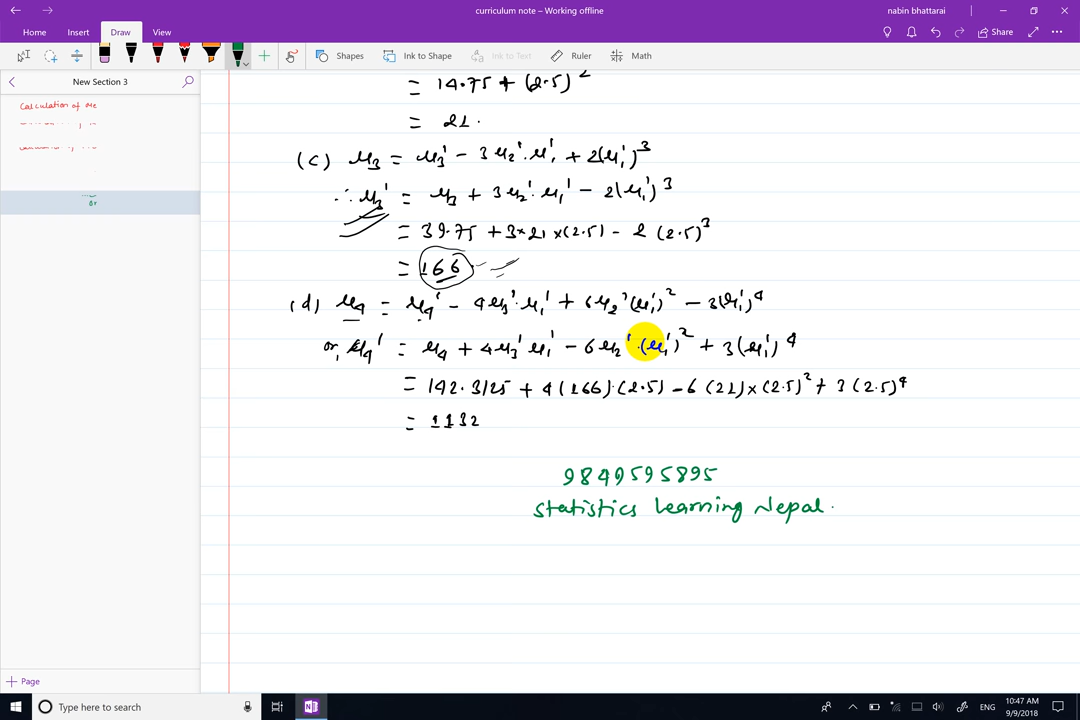 curriculum note – Working offline
nabin bhattarai
Home Insert Draw View
Share
Shapes Ink to Shape Ink to Text Ruler Math
New Section 3
Calculation of Me
= 14.75 + (2.5)²
= 21.
(c) μ₃ = μ₃' − 3μ₂'.μ₁' + 2(μ₁')³
∴ μ₃' = μ₃ + 3μ₂'.μ₁' − 2(μ₁')³
= 39.75 + 3×21×(2.5) − 2 (2.5)³
= 166
(d) μ₄ = μ₄' − 4μ₃'.μ₁' + 6μ₂'(μ₁')² − 3(μ₁')⁴
or, μ₄' = μ₄ + 4μ₃'μ₁' − 6μ₂'.(μ₁')² + 3(μ₁')⁴
= 142.3125 + 4(166).(2.5) − 6(21)×(2.5)² + 3(2.5)⁴
= 1132
9849595895
statistics learning Nepal.
+ Page
Type here to search
ENG
10:47 AM
9/9/2018